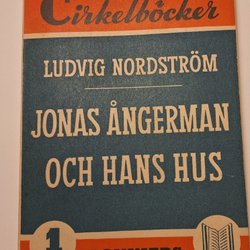 Cirkelböcker
LUDVIG NORDSTRÖM
JONAS ÅNGERMAN
OCH HANS HUS
1